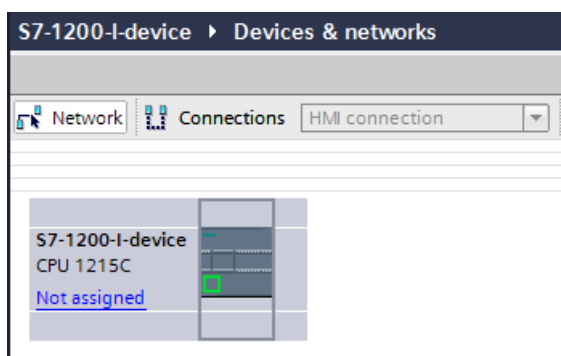 S7-1200-I-device ▸ Devices & networks
Network Connections HMI connection
S7-1200-I-device
CPU 1215C
Not assigned